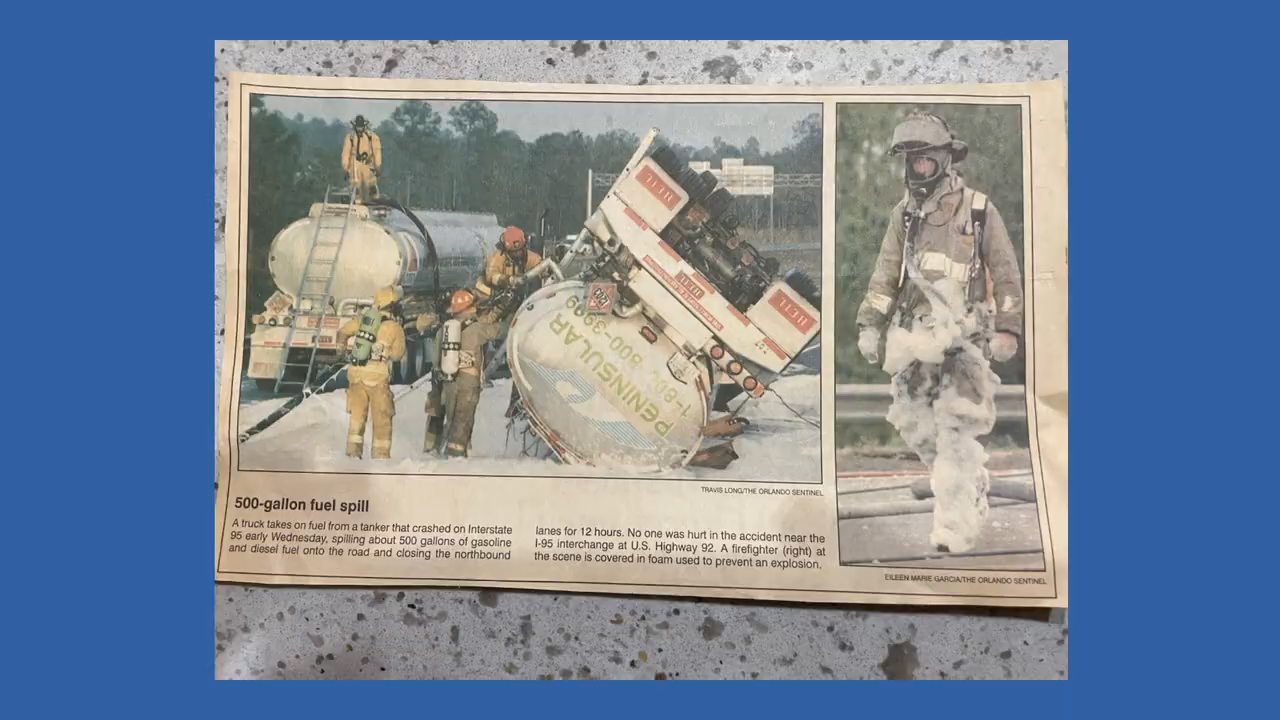 HEIL
HEIL
HEIL
1203
PENINSULAR
1-800-800-3909
TRAVIS LONG/THE ORLANDO SENTINEL
500-gallon fuel spill
A truck takes on fuel from a tanker that crashed on Interstate
95 early Wednesday, spilling about 500 gallons of gasoline
and diesel fuel onto the road and closing the northbound
lanes for 12 hours. No one was hurt in the accident near the
I-95 interchange at U.S. Highway 92. A firefighter (right) at
the scene is covered in foam used to prevent an explosion.
EILEEN MARIE GARCIA/THE ORLANDO SENTINEL